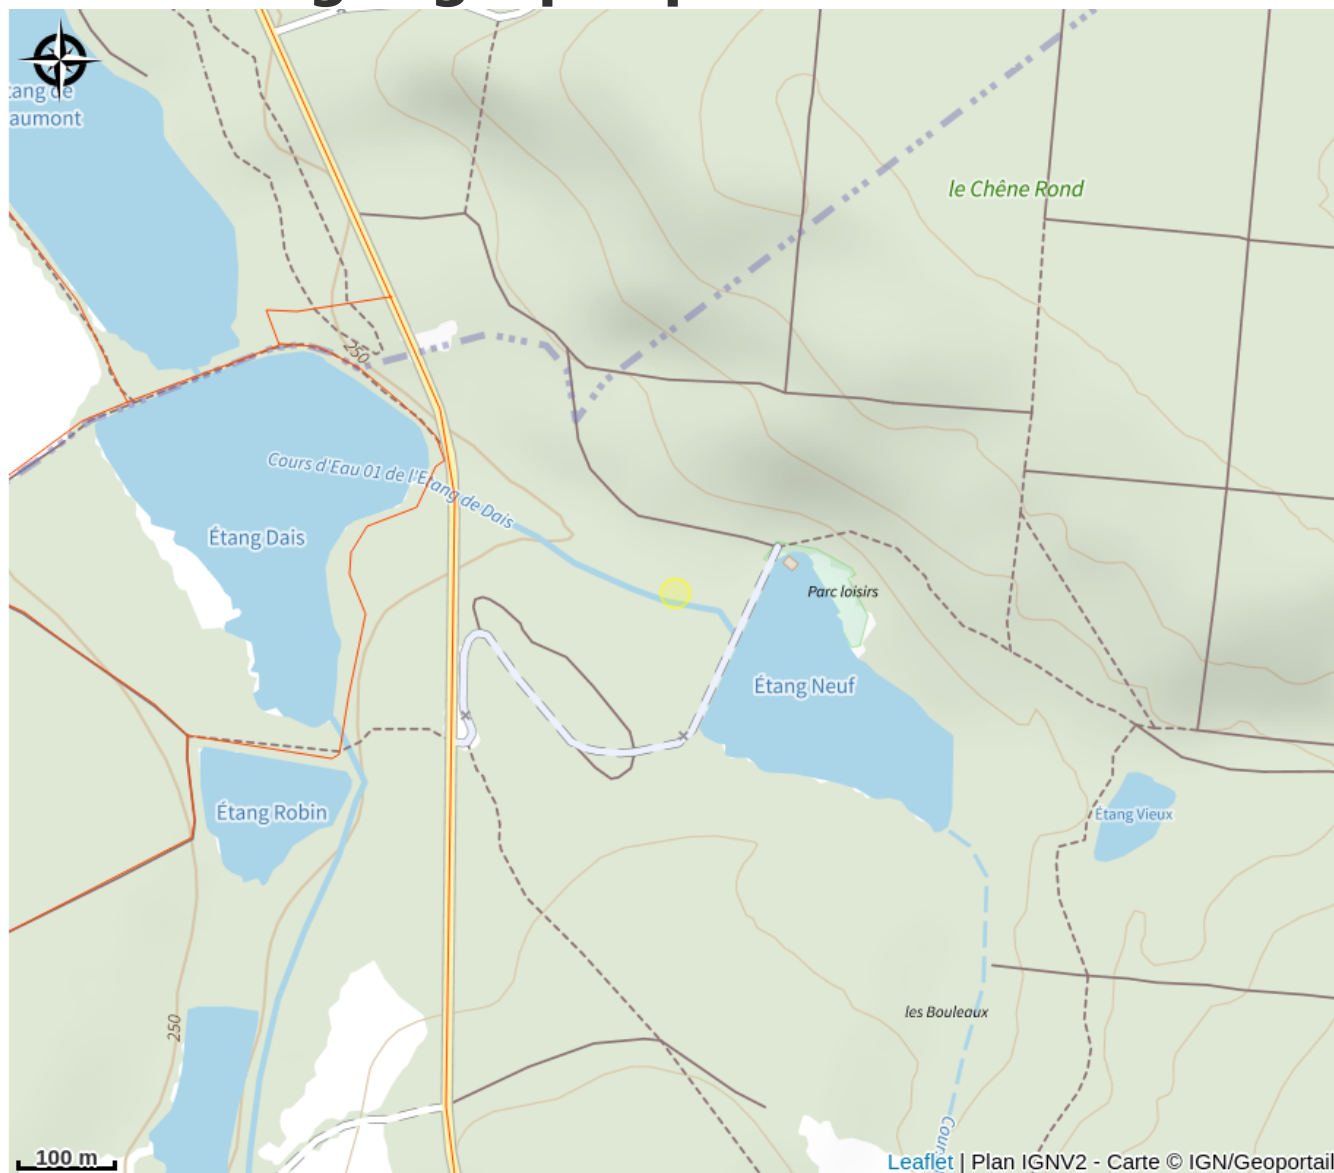 tang de
aumont
le Chêne Rond
250
Cours d'Eau 01 de l'Etang de Dais
Étang Dais
Parc loisirs
Étang Neuf
Étang Robin
Étang Vieux
les Bouleaux
250
100 m
Leaflet | Plan IGNV2 - Carte © IGN/Geoportail